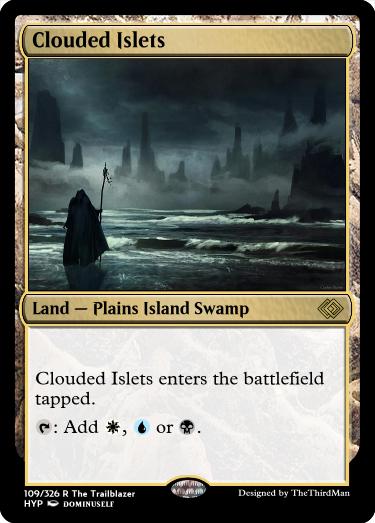 Clouded Islets
Land — Plains Island Swamp
Clouded Islets enters the battlefield
tapped.
: Add , or .
109/326 R The Trailblazer
HYP DOMINUSELF
Designed by TheThirdMan